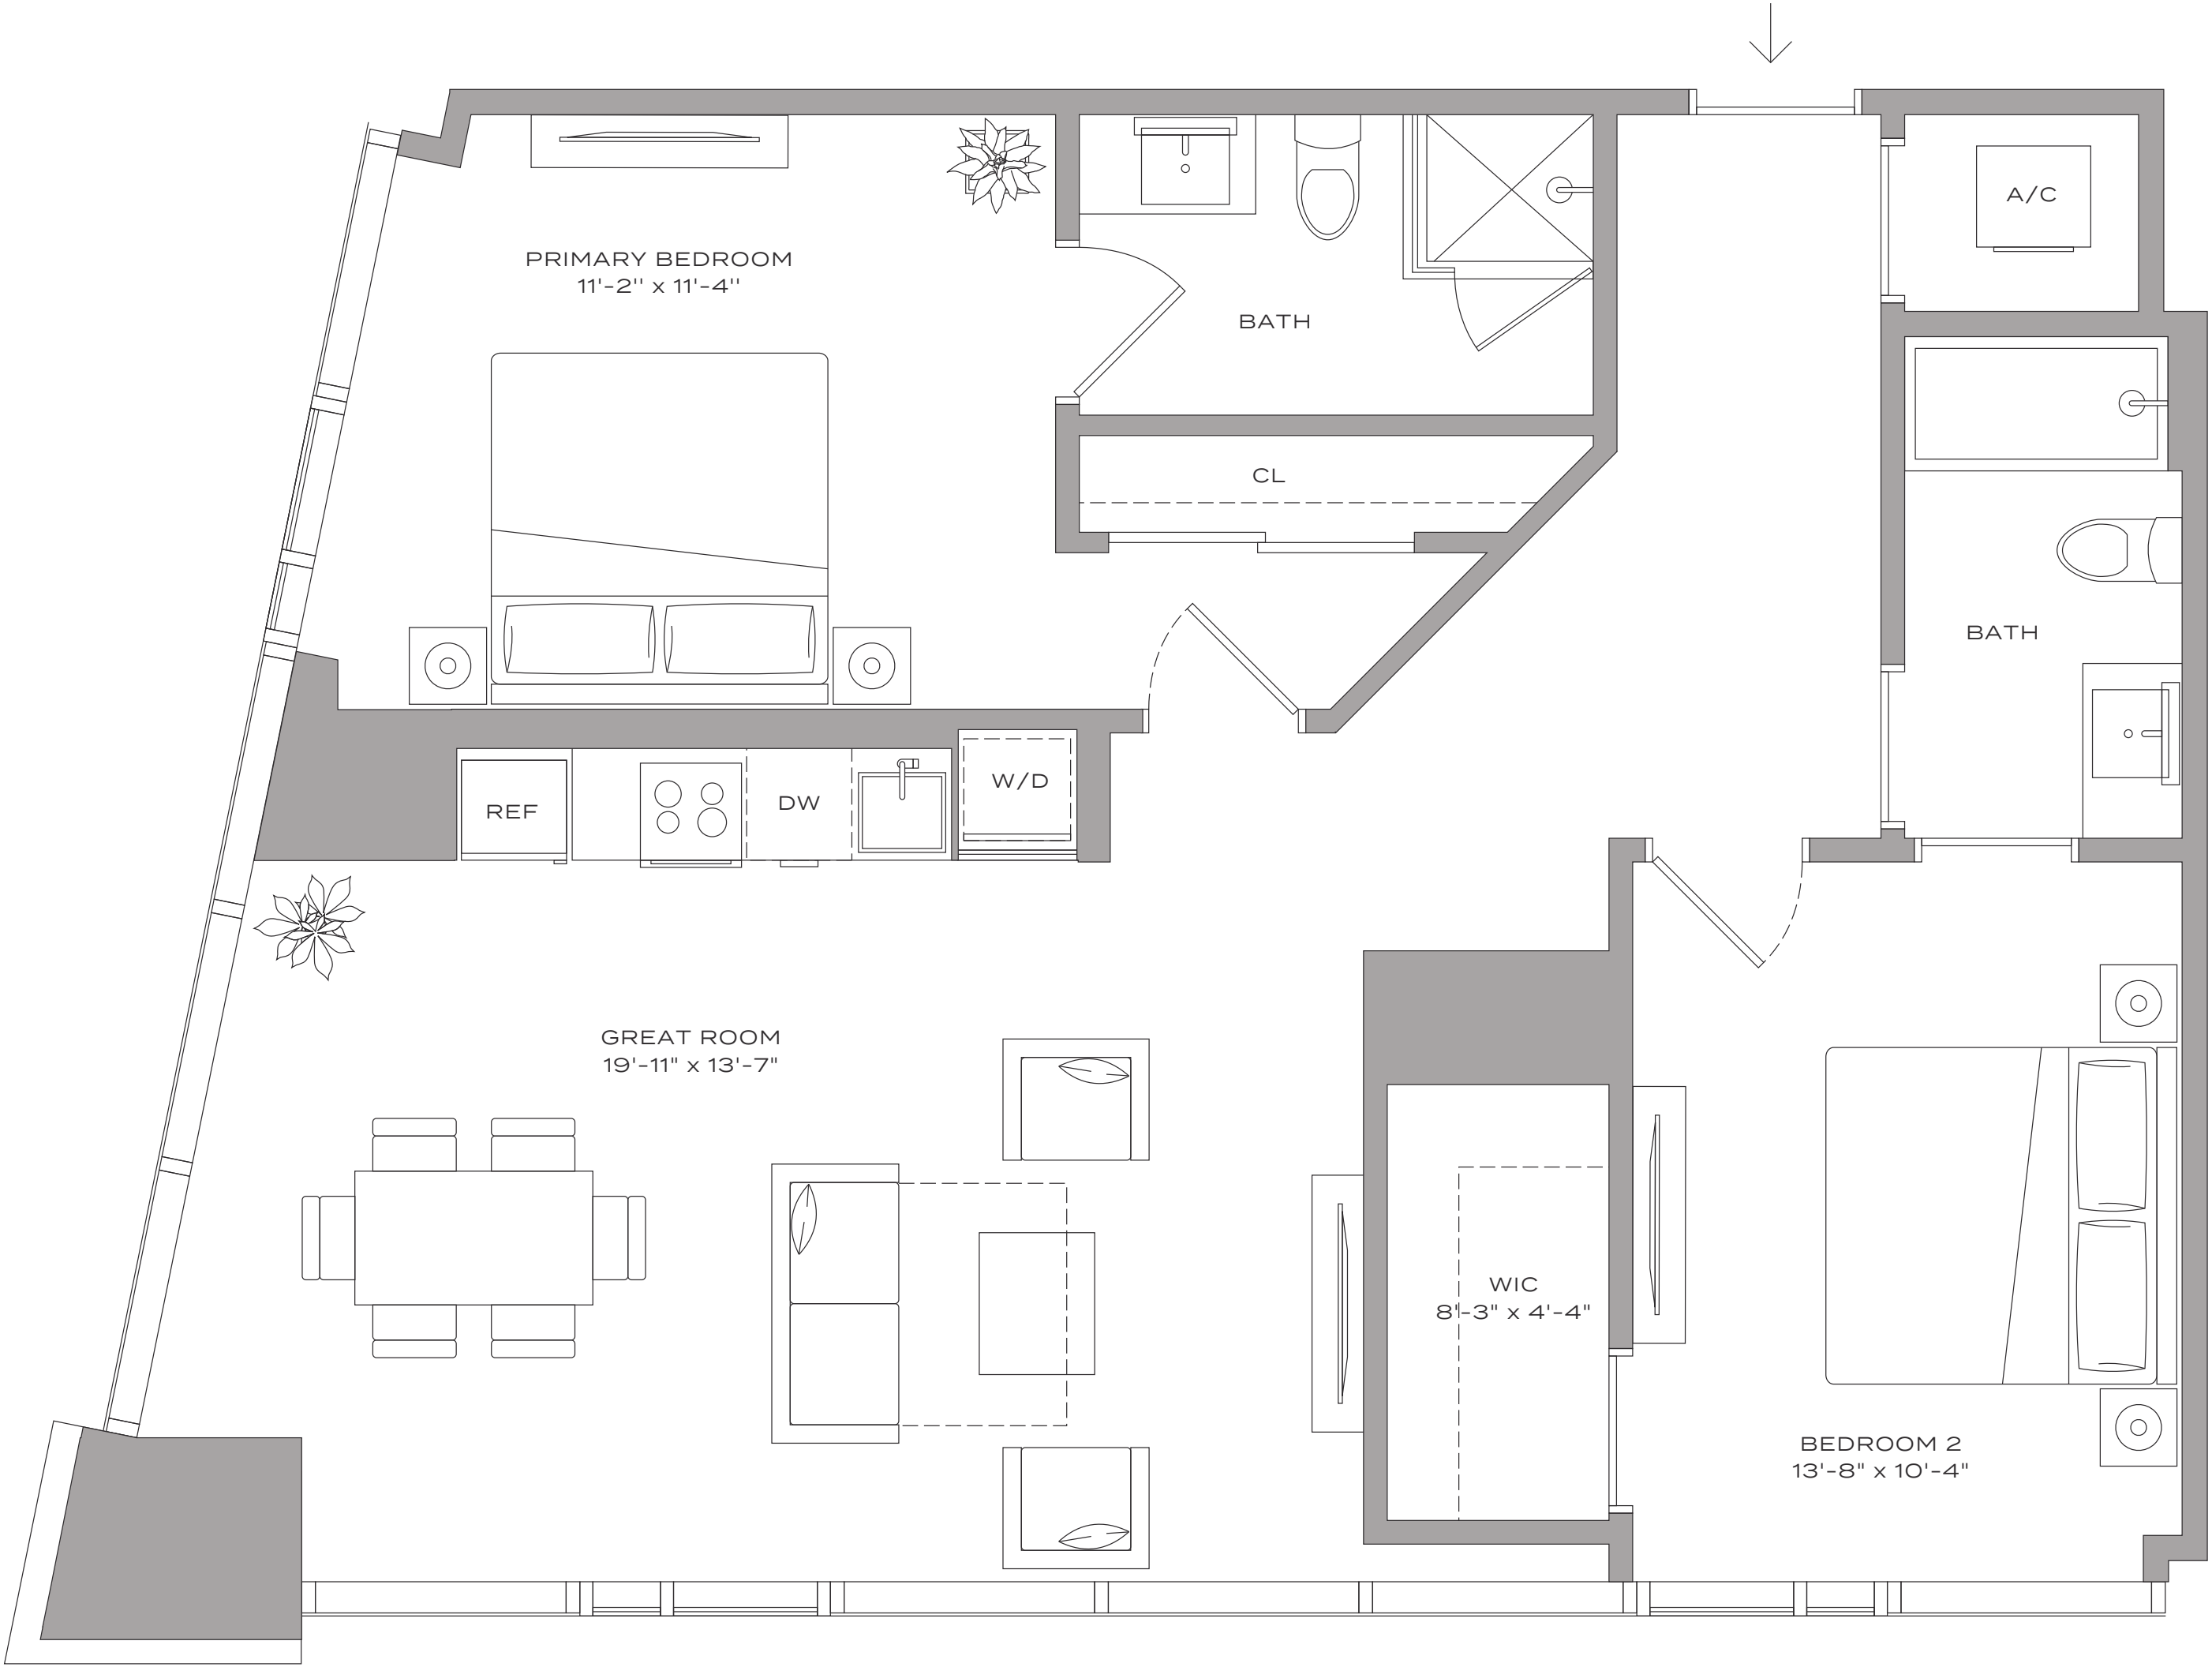 A/C
PRIMARY BEDROOM
11'-2'' x 11'-4''
BATH
CL
BATH
W/D
DW
REF
GREAT ROOM
19'-11" x 13'-7"
WIC
8'-3" x 4'-4"
BEDROOM 2
13'-8" x 10'-4"